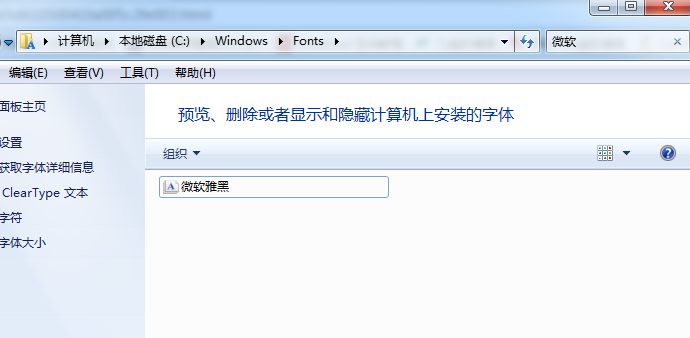 计算机 本地磁盘 (C:) Windows Fonts 微软
编辑(E) 查看(V) 工具(T) 帮助(H)
面板主页
预览、删除或者显示和隐藏计算机上安装的字体
设置
组织
获取字体详细信息
ClearType 文本
微软雅黑
字符
字体大小